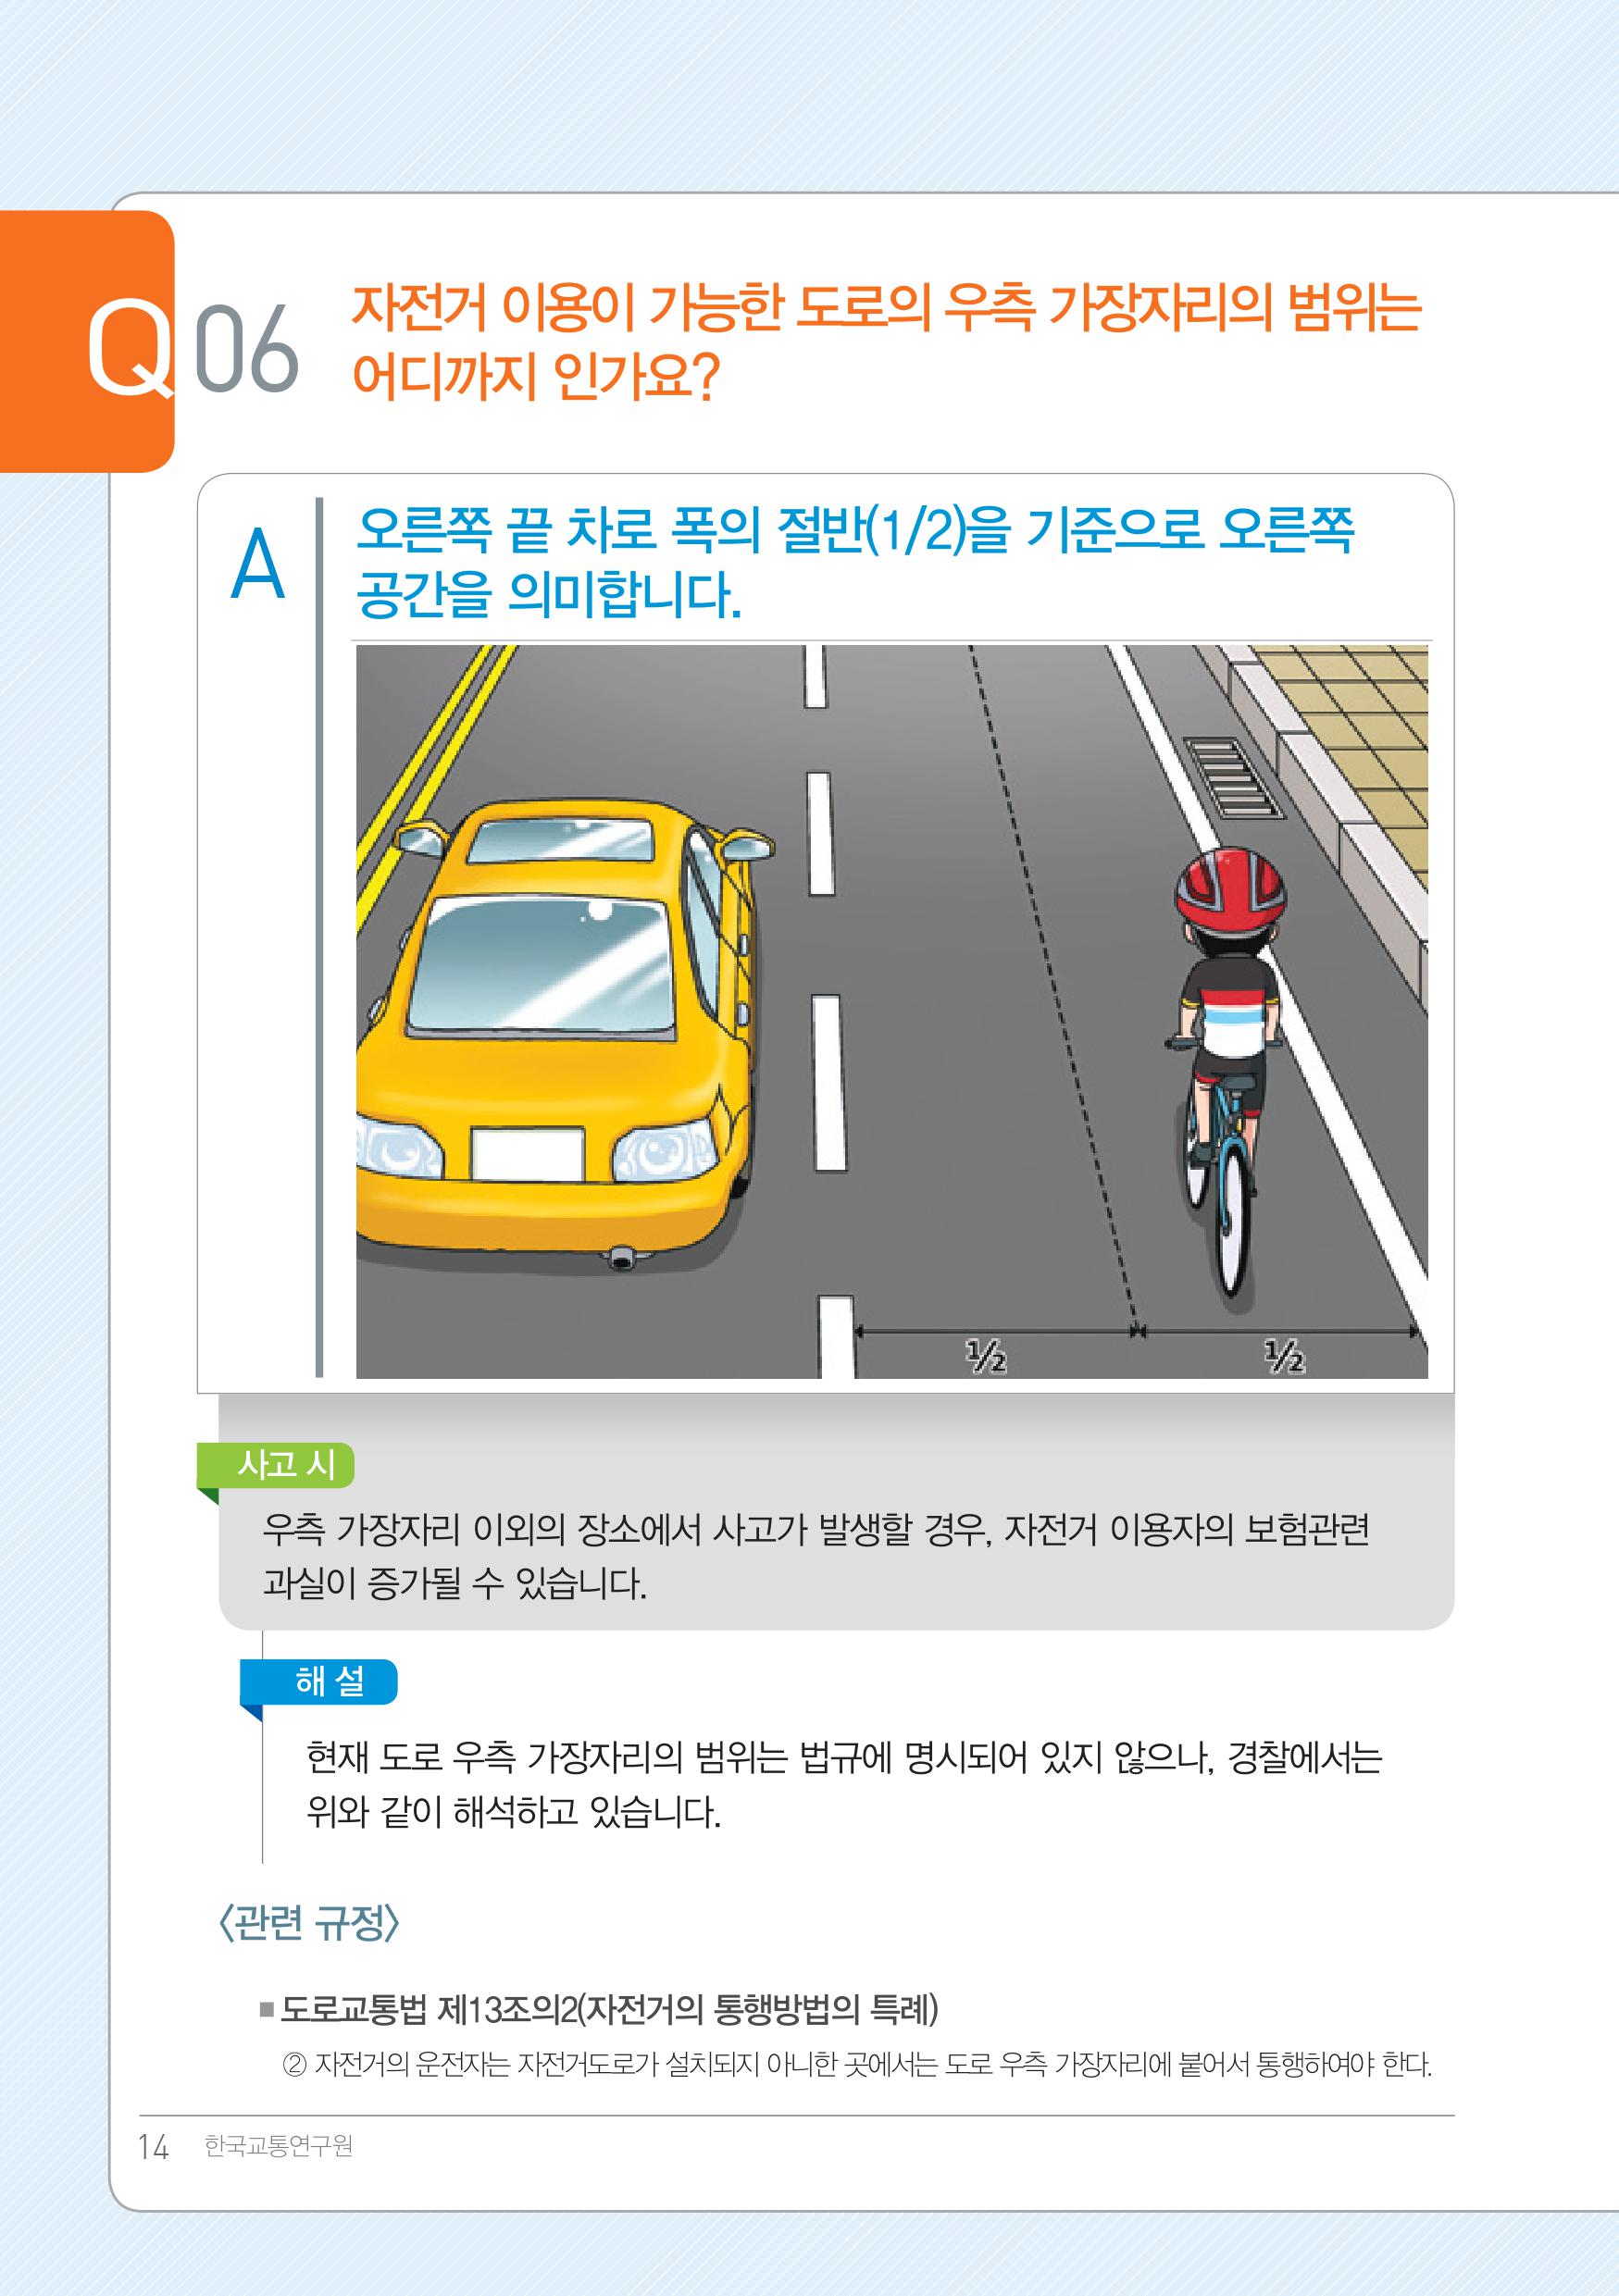 Q 06
자전거 이용이 가능한 도로의 우측 가장자리의 범위는
어디까지 인가요?
A
오른쪽 끝 차로 폭의 절반(1/2)을 기준으로 오른쪽
공간을 의미합니다.
½ ½
사고 시
우측 가장자리 이외의 장소에서 사고가 발생할 경우, 자전거 이용자의 보험관련
과실이 증가될 수 있습니다.
해 설
현재 도로 우측 가장자리의 범위는 법규에 명시되어 있지 않으나, 경찰에서는
위와 같이 해석하고 있습니다.
〈관련 규정〉
■ 도로교통법 제13조의2(자전거의 통행방법의 특례)
② 자전거의 운전자는 자전거도로가 설치되지 아니한 곳에서는 도로 우측 가장자리에 붙어서 통행하여야 한다.
14 한국교통연구원